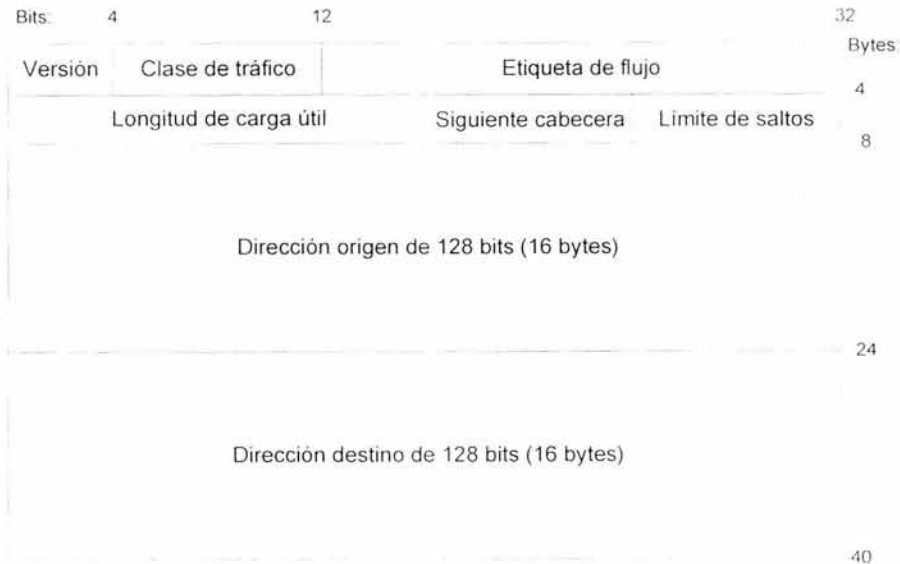 Bits: 4 12 32
Bytes:
Versión Clase de tráfico Etiqueta de flujo
4
Longitud de carga útil Siguiente cabecera Límite de saltos
8
Dirección origen de 128 bits (16 bytes)
24
Dirección destino de 128 bits (16 bytes)
40